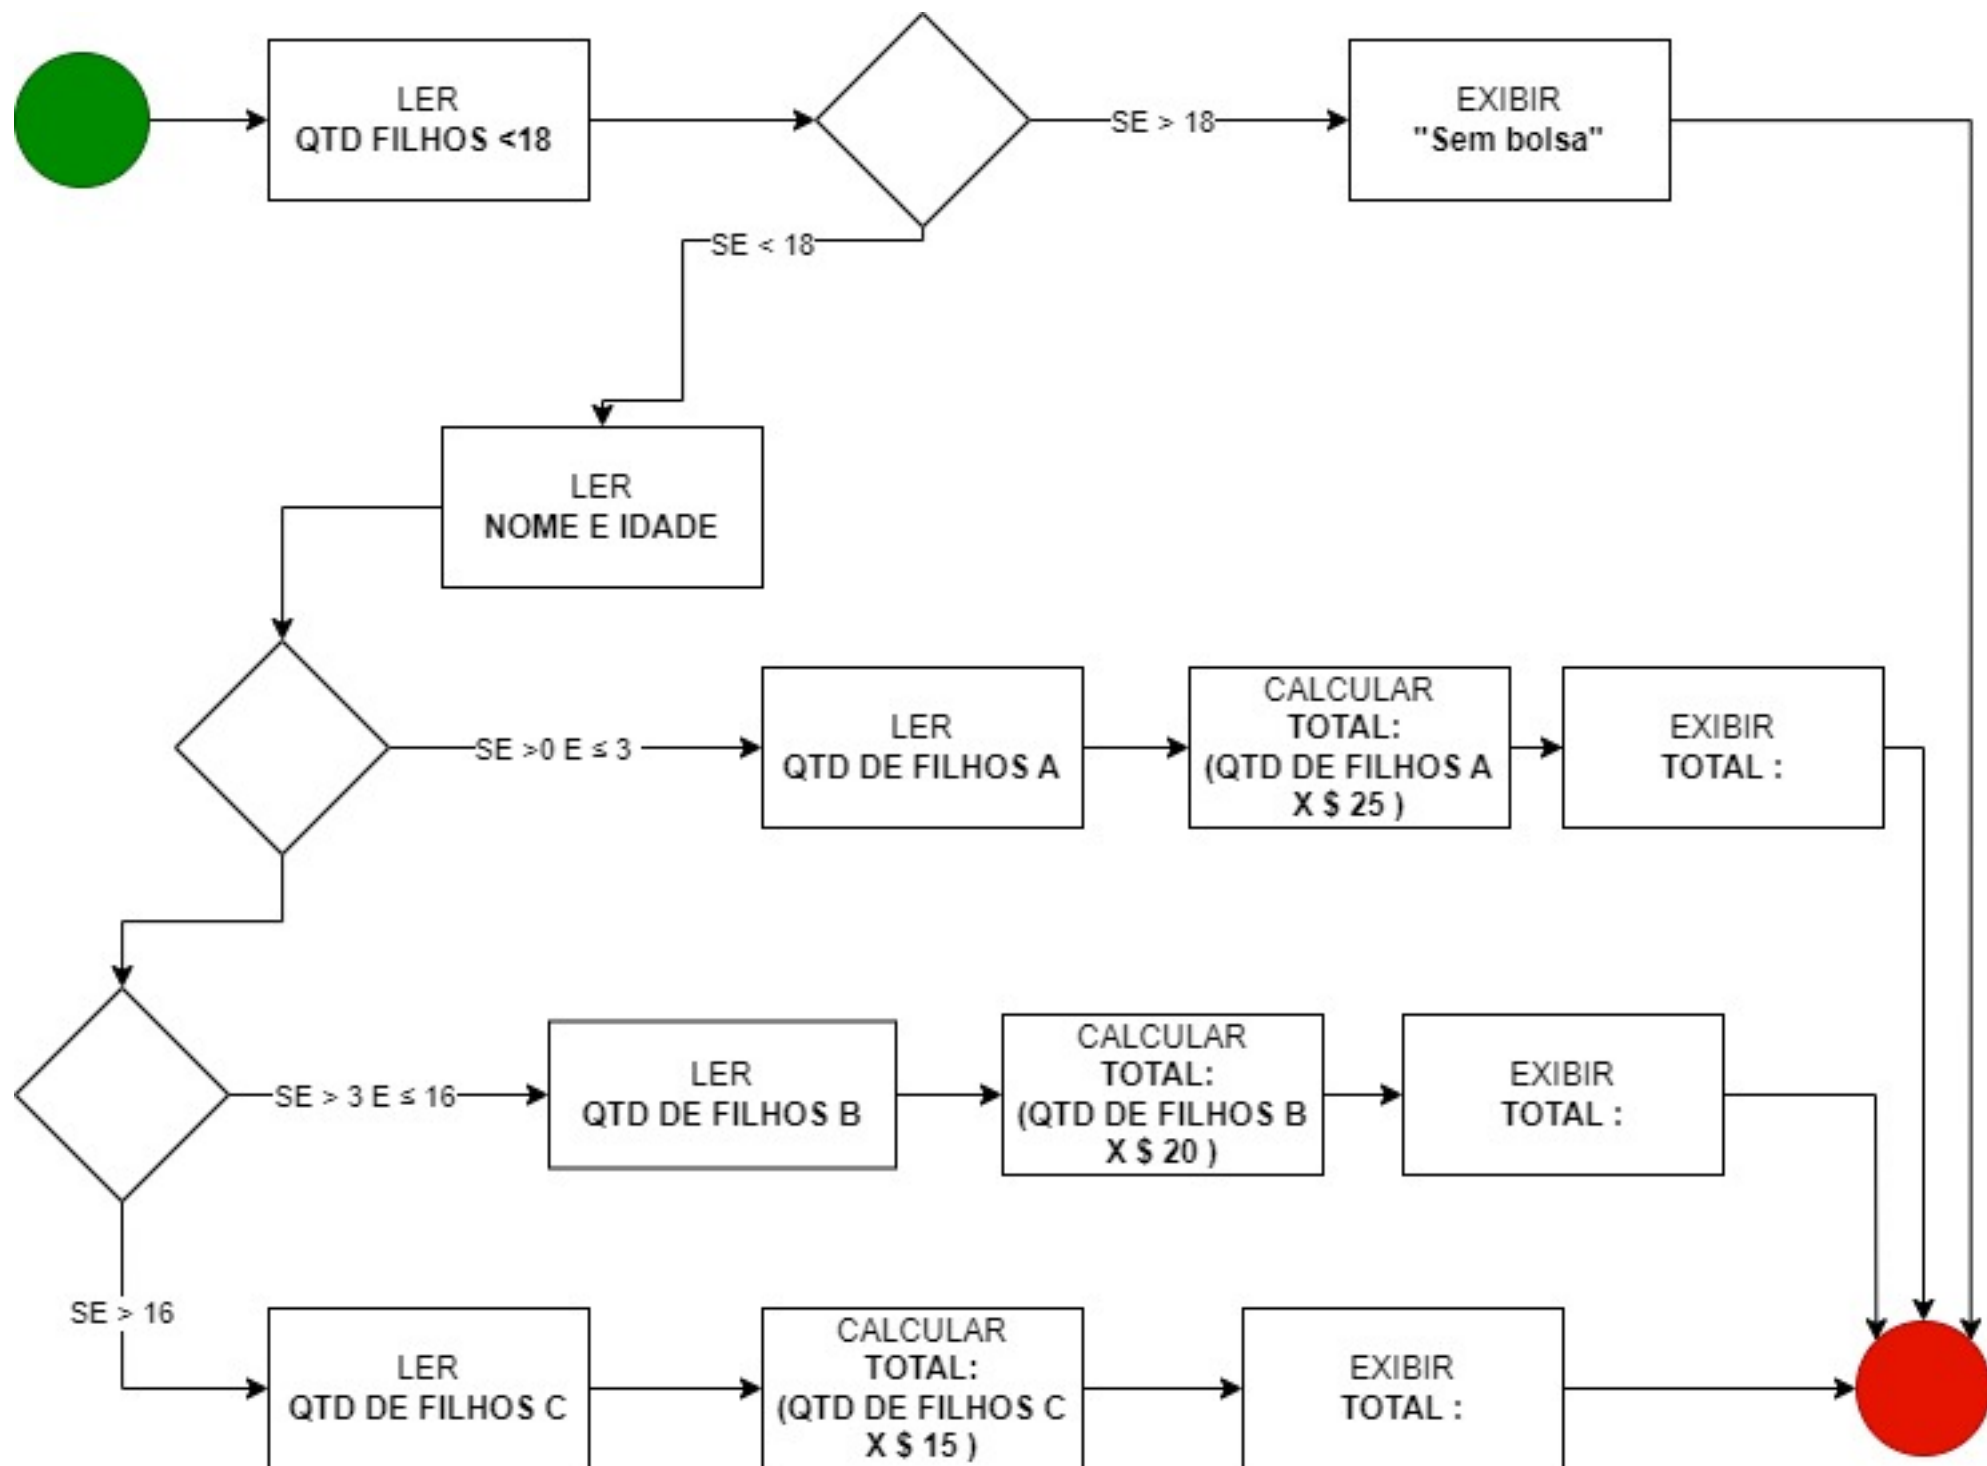 LER
QTD FILHOS <18
SE > 18
EXIBIR
"Sem bolsa"
SE < 18
LER
NOME E IDADE
SE >0 E ≤ 3
LER
QTD DE FILHOS A
CALCULAR
TOTAL:
(QTD DE FILHOS A
X $ 25 )
EXIBIR
TOTAL :
SE > 3 E ≤ 16
LER
QTD DE FILHOS B
CALCULAR
TOTAL:
(QTD DE FILHOS B
X $ 20 )
EXIBIR
TOTAL :
SE > 16
LER
QTD DE FILHOS C
CALCULAR
TOTAL:
(QTD DE FILHOS C
X $ 15 )
EXIBIR
TOTAL :